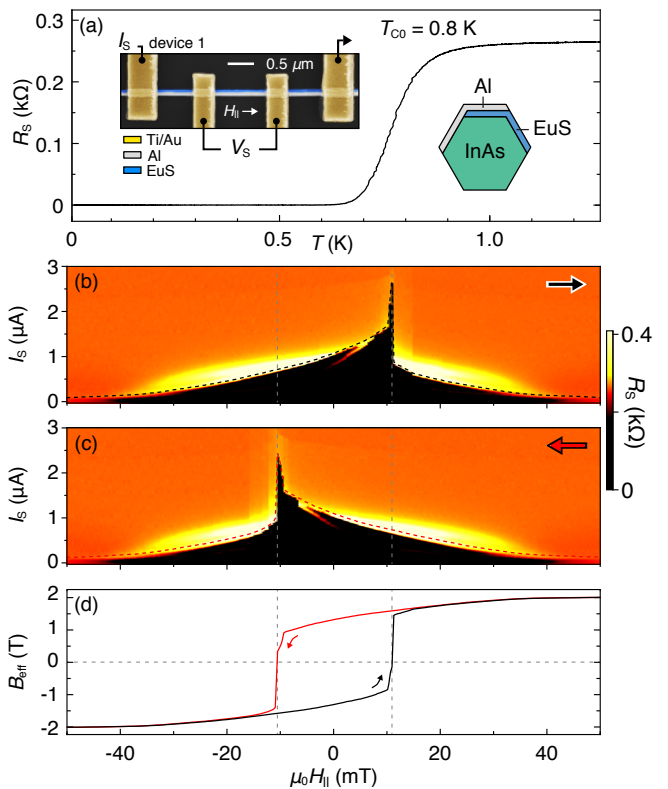 (a)
I_S device 1
0.5 μm
H_||→
V_S
Ti/Au
Al
EuS
T_C0 = 0.8 K
Al
EuS
InAs
R_S (kΩ)
0.3
0.2
0.1
0
0
0.5
1.0
T (K)
(b)
I_S (μA)
3
2
1
0
(c)
I_S (μA)
3
2
1
0
0.4
R_S (kΩ)
0
(d)
B_eff (T)
2
1
0
-1
-2
-40
-20
0
20
40
μ₀H_|| (mT)